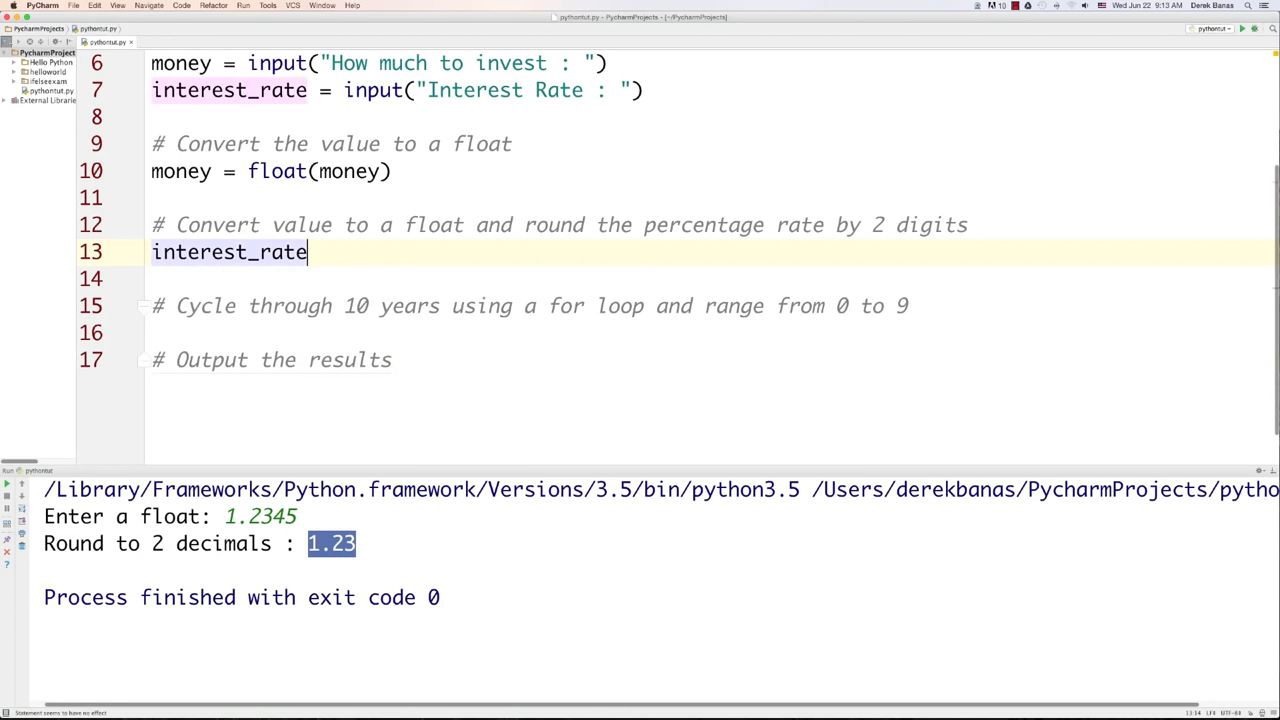 PyCharm File Edit View Navigate Code Refactor Run Tools VCS Window Help 10 Wed Jun 22 9:13 AM Derek Banas
pythontut.py - PycharmProjects - [~/PycharmProjects]
PycharmProjects pythontut.py pythontut
pythontut.py
PycharmProject
Hello Python
helloworld
ifelseexam
pythontut.py
External Librarie
6 money = input("How much to invest : ")
7 interest_rate = input("Interest Rate : ")
8
9 # Convert the value to a float
10 money = float(money)
11
12 # Convert value to a float and round the percentage rate by 2 digits
13 interest_rate
14
15 # Cycle through 10 years using a for loop and range from 0 to 9
16
17 # Output the results
Run pythontut
/Library/Frameworks/Python.framework/Versions/3.5/bin/python3.5 /Users/derekbanas/PycharmProjects/pytho
Enter a float: 1.2345
Round to 2 decimals : 1.23
Process finished with exit code 0
Statement seems to have no effect 13:14 LF÷ UTF-8÷